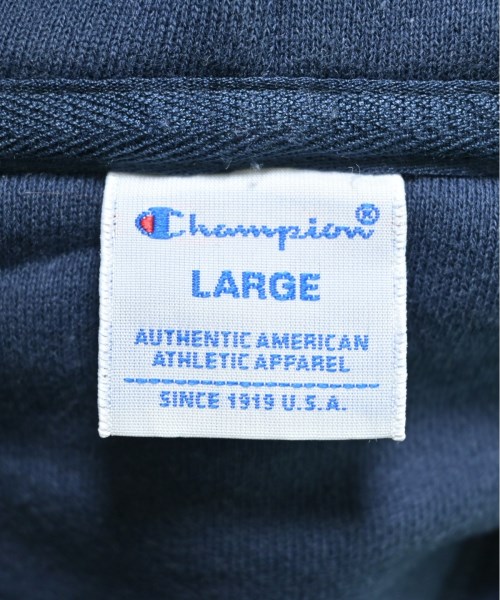 Champion®
LARGE
AUTHENTIC AMERICAN
ATHLETIC APPAREL
SINCE 1919 U.S.A.